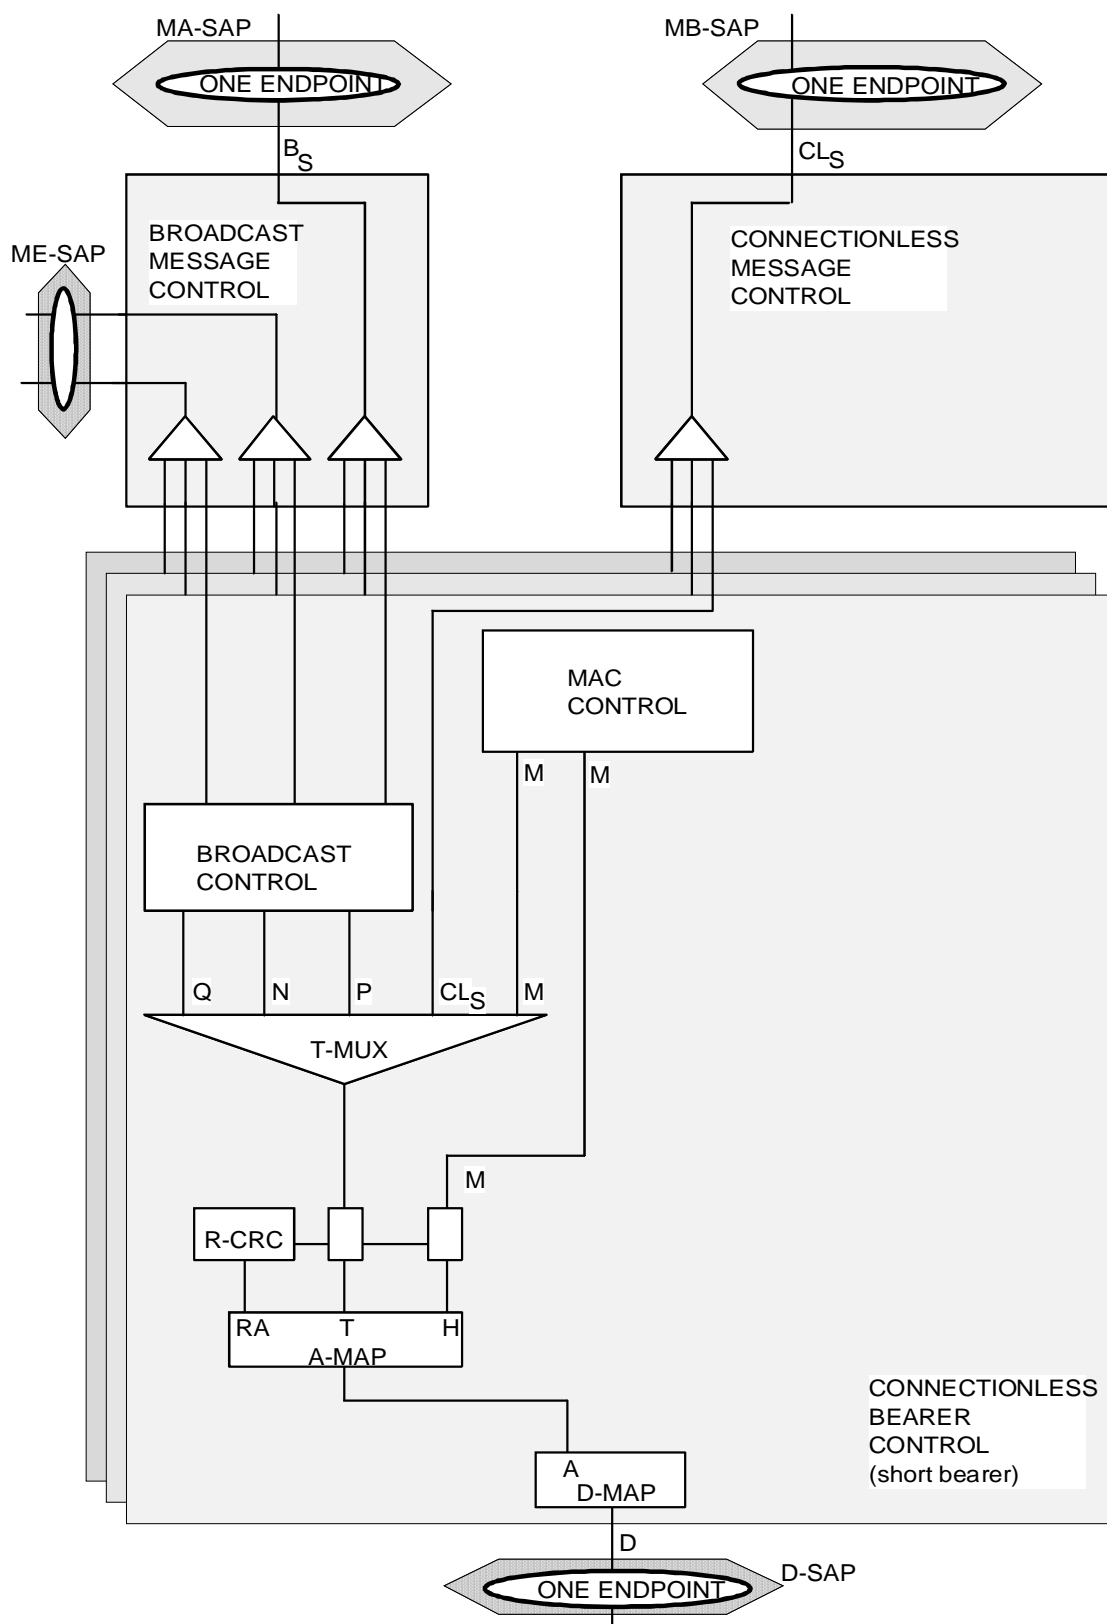 MA-SAP
MB-SAP
ONE ENDPOINT
ONE ENDPOINT
BS
CLS
ME-SAP
BROADCAST
MESSAGE
CONTROL
CONNECTIONLESS
MESSAGE
CONTROL
MAC
CONTROL
M
M
BROADCAST
CONTROL
Q
N
P
CLS
M
T-MUX
M
R-CRC
RA
T
H
A-MAP
CONNECTIONLESS
BEARER
CONTROL
(short bearer)
A
D-MAP
D
D-SAP
ONE ENDPOINT